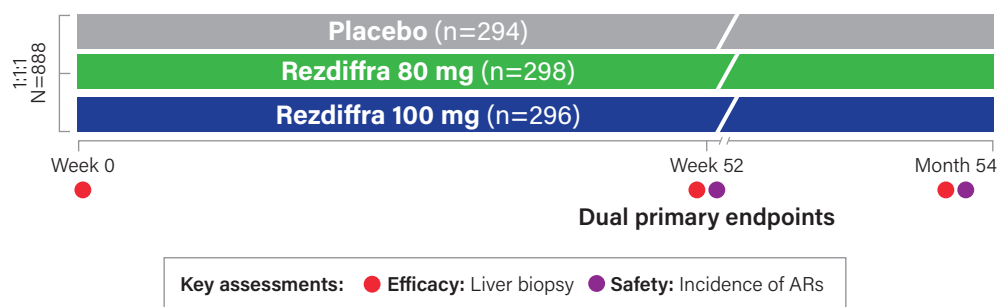 1:1:1
N=888
Placebo (n=294)
Rezdiffra 80 mg (n=298)
Rezdiffra 100 mg (n=296)
Week 0
Week 52
Month 54
Dual primary endpoints
Key assessments: Efficacy: Liver biopsy Safety: Incidence of ARs